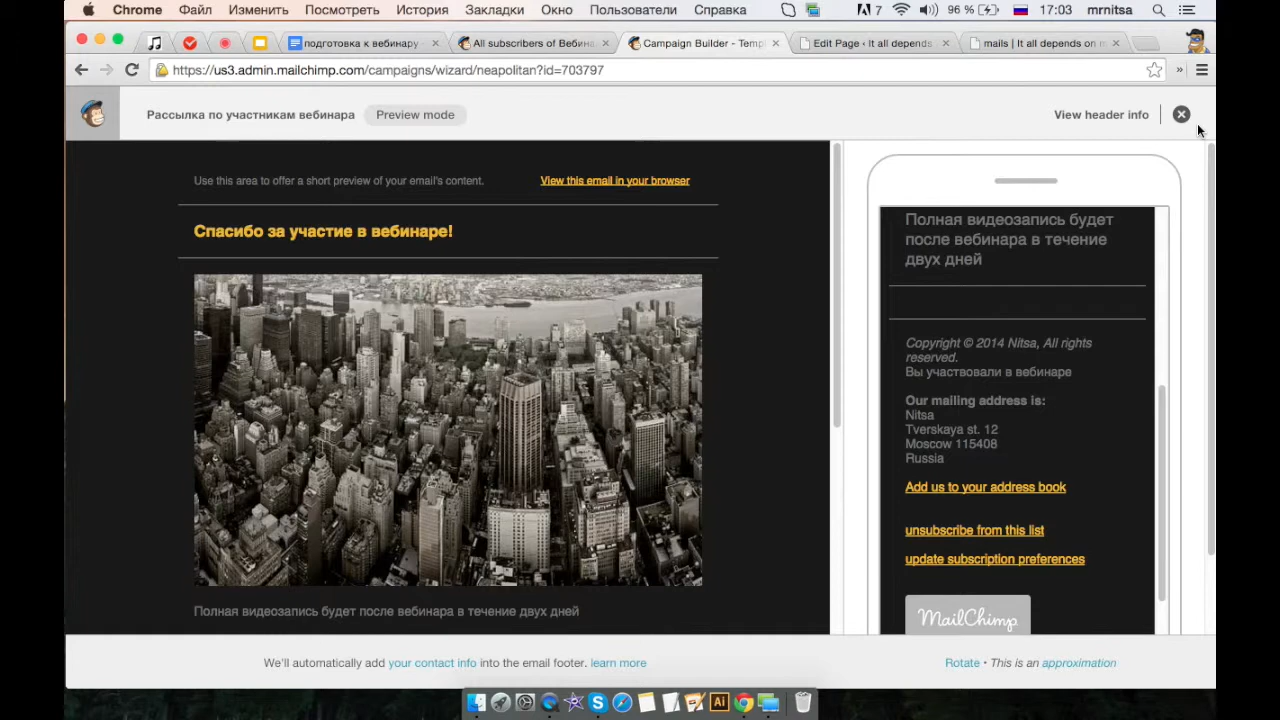 Chrome Файл Изменить Посмотреть История Закладки Окно Пользователи Справка 7 96 % 17:03 mrnitsa
подготовка к вебинару All subscribers of Вебин Campaign Builder - Temp Edit Page ‹ It all depends mails | It all depends on m
https://us3.admin.mailchimp.com/campaigns/wizard/neapolitan?id=703797 »
Рассылка по участникам вебинара Preview mode View header info
Use this area to offer a short preview of your email's content. View this email in your browser
Спасибо за участие в вебинаре!
Полная видеозапись будет после вебинара в течение двух дней
Полная видеозапись будет
после вебинара в течение
двух дней
Copyright © 2014 Nitsa, All rights
reserved.
Вы участвовали в вебинаре
Our mailing address is:
Nitsa
Tverskaya st. 12
Moscow 115408
Russia
Add us to your address book
unsubscribe from this list
update subscription preferences
MailChimp
We'll automatically add your contact info into the email footer. learn more
Rotate • This is an approximation
Ai